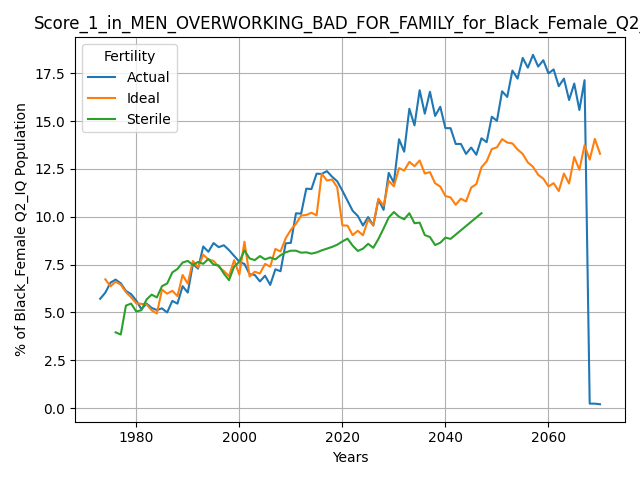 Score_1_in_MEN_OVERWORKING_BAD_FOR_FAMILY_for_Black_Female_Q2_
Fertility
Actual
Ideal
Sterile
% of Black_Female Q2_IQ Population
17.5
15.0
12.5
10.0
7.5
5.0
2.5
0.0
1980 2000 2020 2040 2060
Years